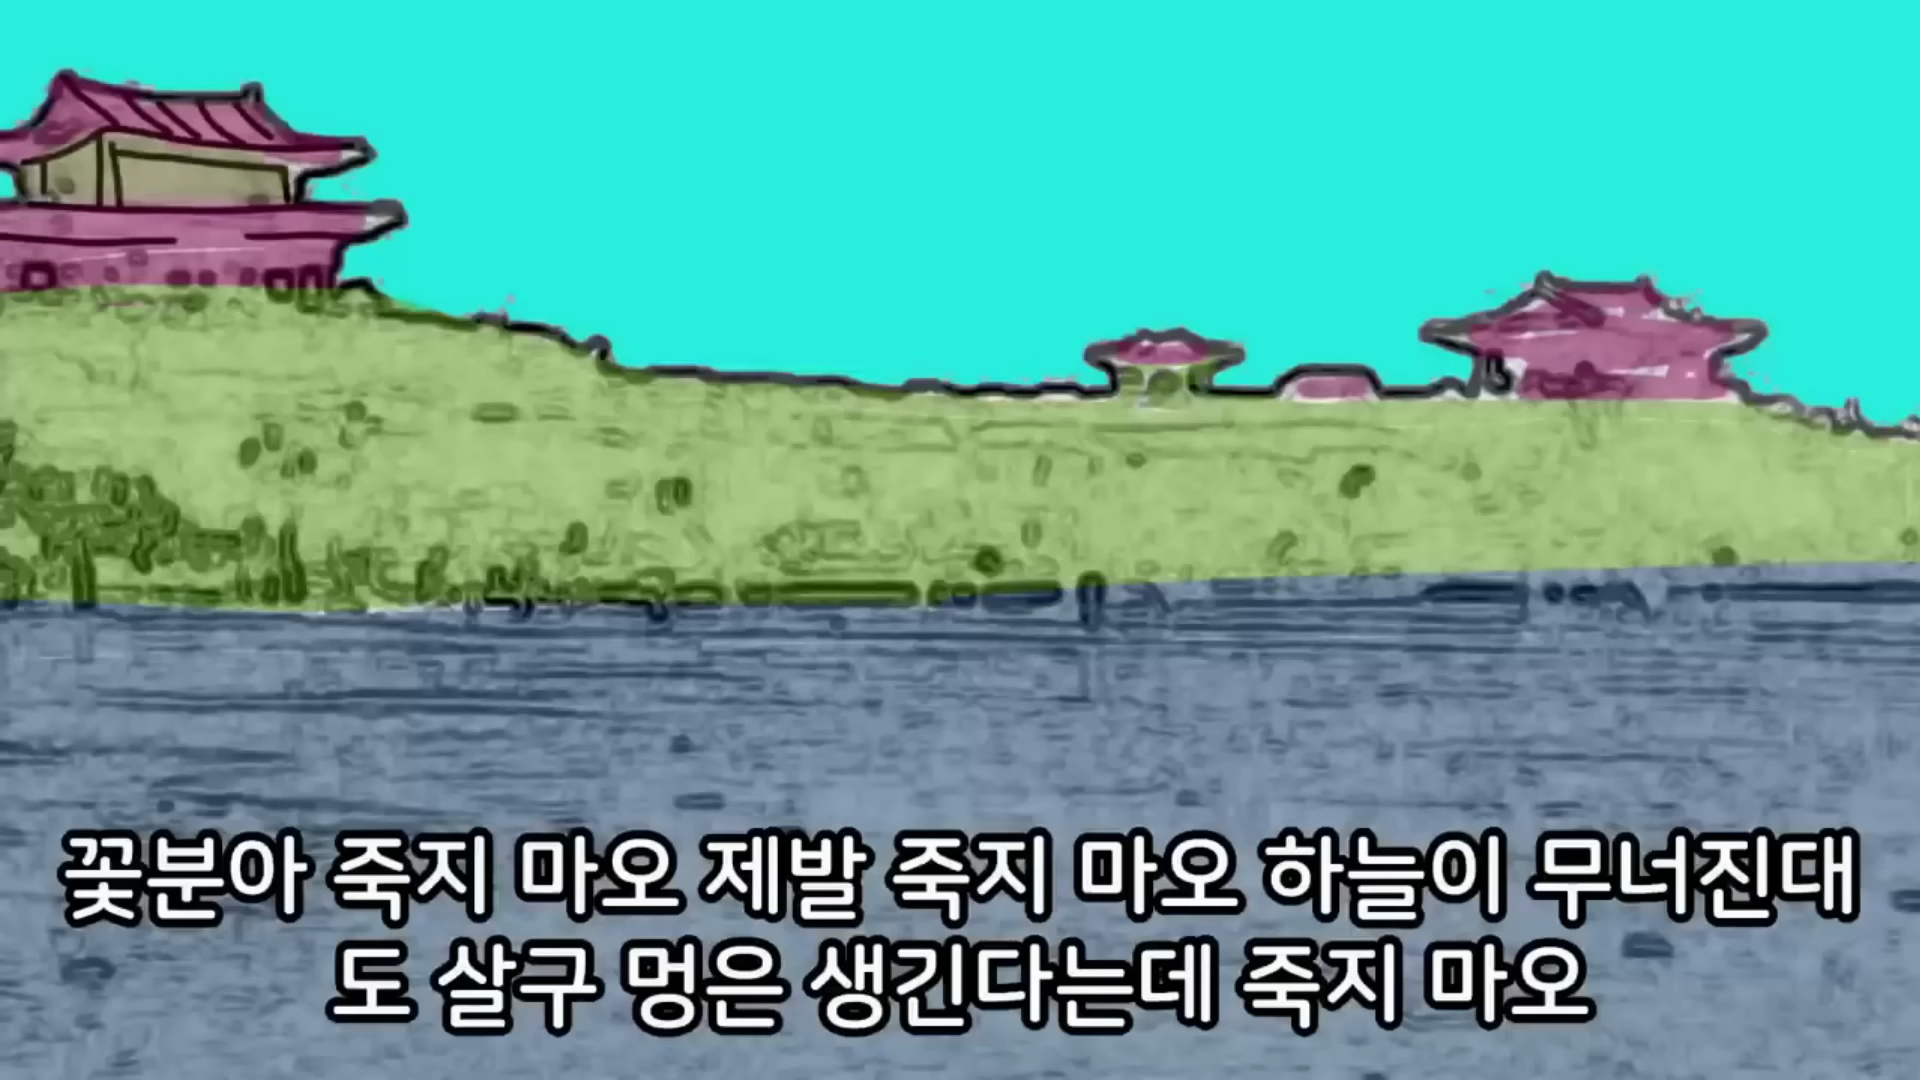 꽃분아 죽지 마오 제발 죽지 마오 하늘이 무너진대
도 살구 멍은 생긴다는데 죽지 마오